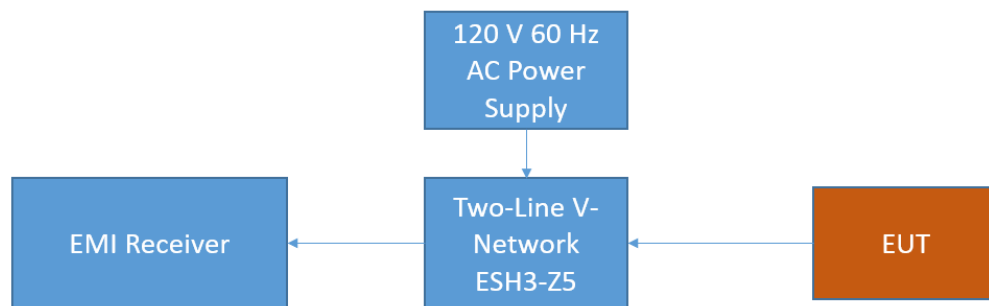 120 V 60 Hz
AC Power
Supply
EMI Receiver
Two-Line V-
Network
ESH3-Z5
EUT